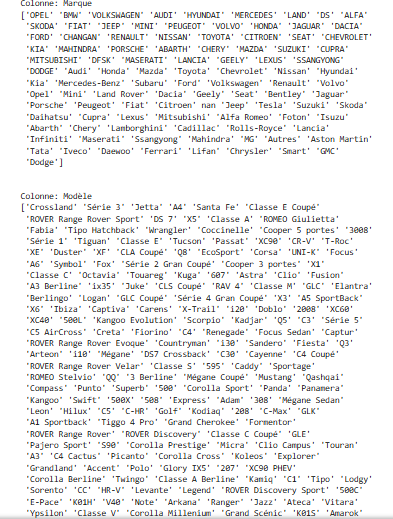 Colonne: Marque
['OPEL' 'BMW' 'VOLKSWAGEN' 'AUDI' 'HYUNDAI' 'MERCEDES' 'LAND' 'DS' 'ALFA'
'SKODA' 'FIAT' 'JEEP' 'MINI' 'PEUGEOT' 'VOLVO' 'HONDA' 'JAGUAR' 'DACIA'
'FORD' 'CHANGAN' 'RENAULT' 'NISSAN' 'TOYOTA' 'CITROEN' 'SEAT' 'CHEVROLET'
'KIA' 'MAHINDRA' 'PORSCHE' 'ABARTH' 'CHERY' 'MAZDA' 'SUZUKI' 'CUPRA'
'MITSUBISHI' 'DFSK' 'MASERATI' 'LANCIA' 'GEELY' 'LEXUS' 'SSANGYONG'
'DODGE' 'Audi' 'Honda' 'Mazda' 'Toyota' 'Chevrolet' 'Nissan' 'Hyundai'
'Kia' 'Mercedes-Benz' 'Subaru' 'Ford' 'Volkswagen' 'Renault' 'Volvo'
'Opel' 'Mini' 'Land Rover' 'Dacia' 'Geely' 'Seat' 'Bentley' 'Jaguar'
'Porsche' 'Peugeot' 'Fiat' 'Citroen' nan 'Jeep' 'Tesla' 'Suzuki' 'Skoda'
'Daihatsu' 'Cupra' 'Lexus' 'Mitsubishi' 'Alfa Romeo' 'Foton' 'Isuzu'
'Abarth' 'Chery' 'Lamborghini' 'Cadillac' 'Rolls-Royce' 'Lancia'
'Infiniti' 'Maserati' 'Ssangyong' 'Mahindra' 'MG' 'Autres' 'Aston Martin'
'Tata' 'Iveco' 'Daewoo' 'Ferrari' 'Lifan' 'Chrysler' 'Smart' 'GMC'
'Dodge']
Colonne: Modèle
['Crossland' 'Série 3' 'Jetta' 'A4' 'Santa Fe' 'Classe E Coupé'
'ROVER Range Rover Sport' 'DS 7' 'X5' 'Classe A' 'ROMEO Giulietta'
'Fabia' 'Tipo Hatchback' 'Wrangler' 'Coccinelle' 'Cooper 5 portes' '3008'
'Série 1' 'Tiguan' 'Classe E' 'Tucson' 'Passat' 'XC90' 'CR-V' 'T-Roc'
'XE' 'Duster' 'XF' 'CLA Coupé' 'Q8' 'EcoSport' 'Corsa' 'UNI-K' 'Focus'
'A6' 'Symbol' 'Fox' 'Série 2 Gran Coupé' 'Cooper 3 portes' 'X1'
'Classe C' 'Octavia' 'Touareg' 'Kuga' '607' 'Astra' 'Clio' 'Fusion'
'A3 Berline' 'ix35' 'Juke' 'CLS Coupé' 'RAV 4' 'Classe M' 'GLC' 'Elantra'
'Berlingo' 'Logan' 'GLC Coupé' 'Série 4 Gran Coupé' 'X3' 'A5 SportBack'
'X6' 'Ibiza' 'Captiva' 'Carens' 'X-Trail' 'i20' 'Doblo' '2008' 'XC60'
'XC40' '500L' 'Kangoo Evolution' 'Scorpio' 'Kadjar' 'Q5' 'C3' 'Série 5'
'C5 AirCross' 'Creta' 'Fiorino' 'C4' 'Renegade' 'Focus Sedan' 'Captur'
'ROVER Range Rover Evoque' 'Countryman' 'i30' 'Sandero' 'Fiesta' 'Q3'
'Arteon' 'i10' 'Mégane' 'DS7 Crossback' 'C30' 'Cayenne' 'C4 Coupé'
'ROVER Range Rover Velar' 'Classe S' '595' 'Caddy' 'Sportage'
'ROMEO Stelvio' 'QQ' '3 Berline' 'Mégane Coupé' 'Mustang' 'Qashqai'
'Compass' 'Punto' 'Superb' '500' 'Corolla Sport' 'Panda' 'Panamera'
'Kangoo' 'Swift' '500X' '508' 'Express' 'Adam' '308' 'Mégane Sedan'
'Leon' 'Hilux' 'C5' 'C-HR' 'Golf' 'Kodiaq' '208' 'C-Max' 'GLK'
'A1 Sportback' 'Tiggo 4 Pro' 'Grand Cherokee' 'Formentor'
'ROVER Range Rover' 'ROVER Discovery' 'Classe C Coupé' 'GLE'
'Pajero Sport' 'S90' 'Corolla Prestige' 'Micra' 'Clio Campus' 'Touran'
'A3' 'C4 Cactus' 'Picanto' 'Corolla Cross' 'Koleos' 'Explorer'
'Grandland' 'Accent' 'Polo' 'Glory IX5' '207' 'XC90 PHEV'
'Corolla Berline' 'Twingo' 'Classe A Berline' 'Kamiq' 'C1' 'Tipo' 'Lodgy'
'Sorento' 'CC' 'HR-V' 'Levante' 'Legend' 'ROVER Discovery Sport' '500C'
'E-Pace' 'K01H' 'V40' 'Note' 'Arkana' 'Ranger' 'Jazz' 'Ateca' 'Vitara'
'Ypsilon' 'Classe V' 'Corolla Millenium' 'Grand Scénic' 'K01S' 'Amarok'